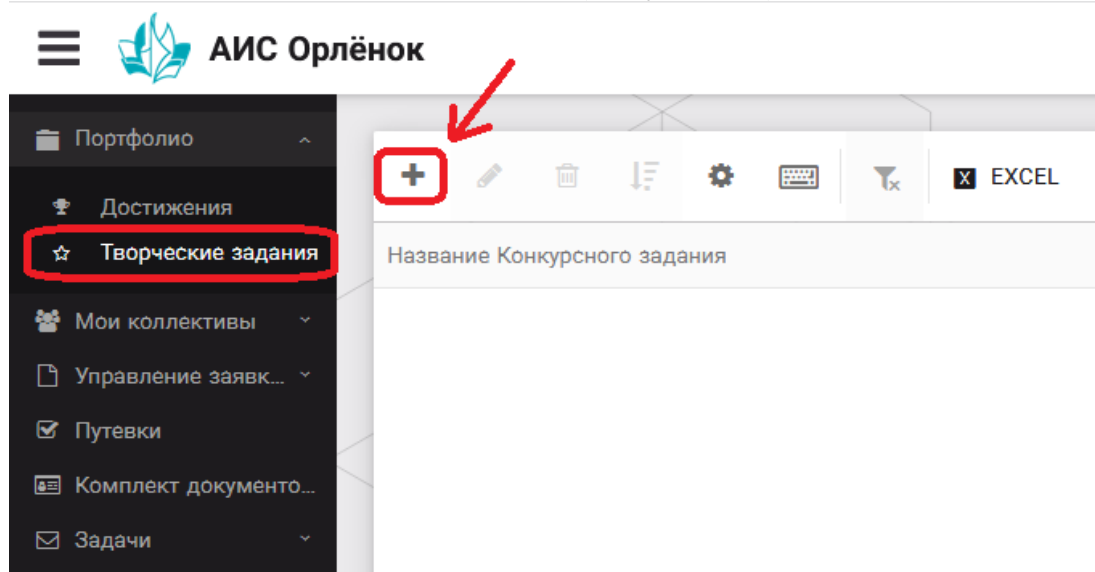 АИС Орлёнок
Портфолио
Достижения
Творческие задания
Мои коллективы
Управление заявк...
Путевки
Комплект документо...
Задачи
X EXCEL
Название Конкурсного задания